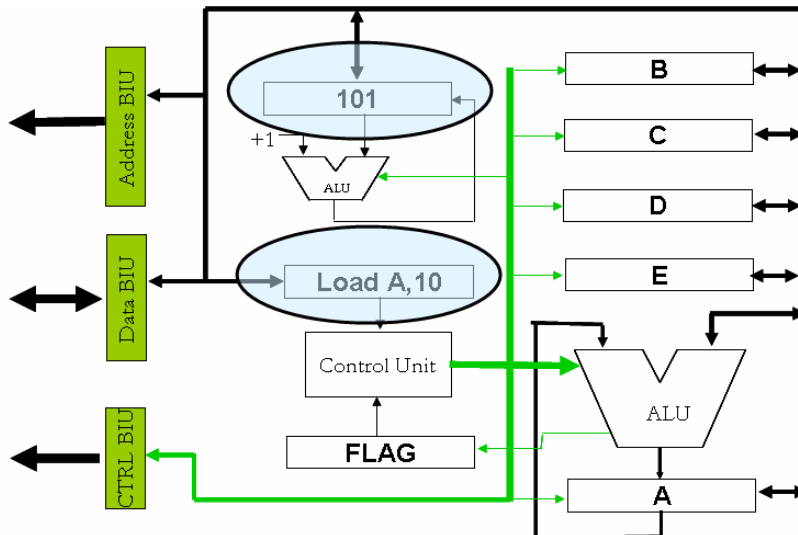 Address BIU
101
+1
ALU
B
C
D
E
Data BIU
Load A,10
Control Unit
ALU
CTRL BIU
FLAG
A